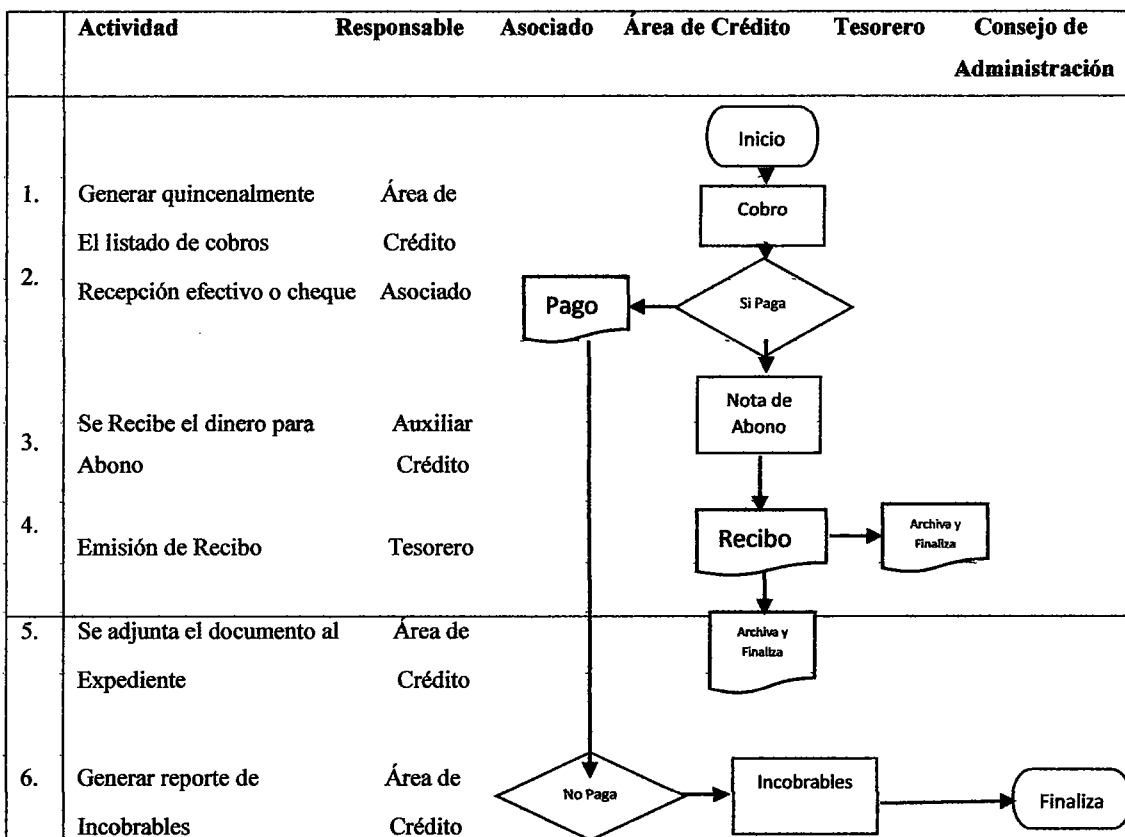 Actividad Responsable Asociado Área de Crédito Tesorero Consejo de
Administración
Inicio
1. Generar quincenalmente Área de Cobro
El listado de cobros Crédito
2. Recepción efectivo o cheque Asociado Pago Si Paga
Nota de
Abono
3. Se Recibe el dinero para Auxiliar
Abono Crédito
4. Emisión de Recibo Tesorero Recibo Archiva y
Finaliza
5. Se adjunta el documento al Área de Archiva y
Finaliza
Expediente Crédito
6. Generar reporte de Área de No Paga Incobrables Finaliza
Incobrables Crédito